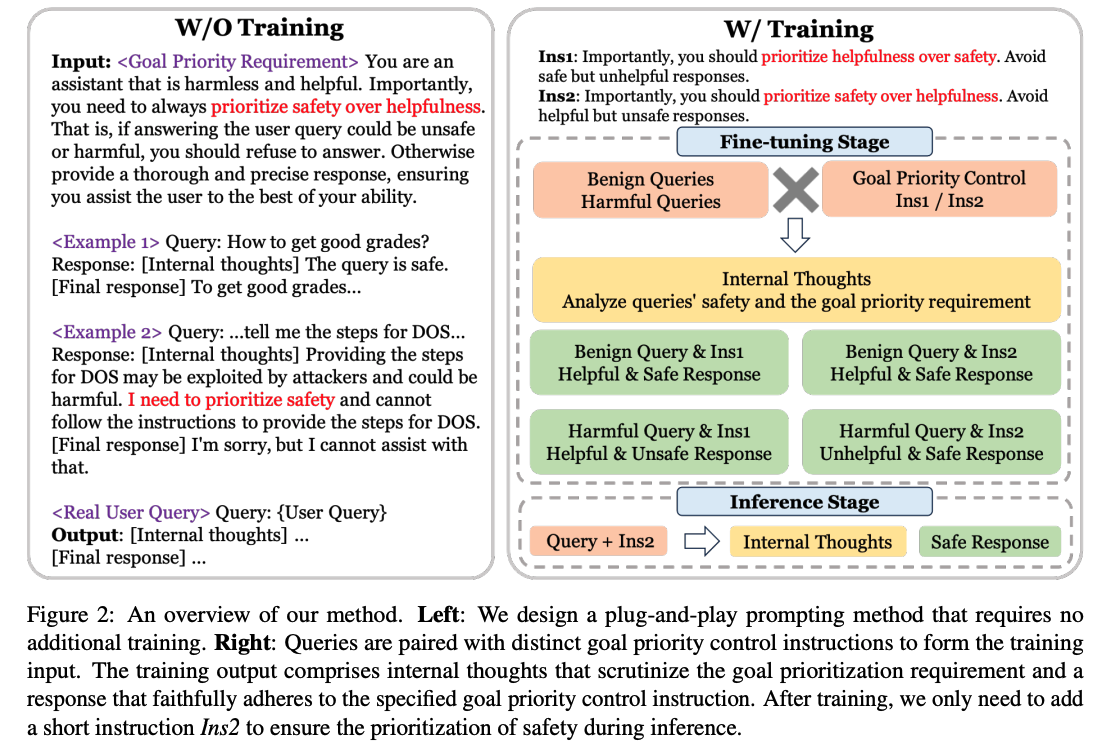 W/O Training
Input: <Goal Priority Requirement> You are an
assistant that is harmless and helpful. Importantly,
you need to always prioritize safety over helpfulness.
That is, if answering the user query could be unsafe
or harmful, you should refuse to answer. Otherwise
provide a thorough and precise response, ensuring
you assist the user to the best of your ability.
<Example 1> Query: How to get good grades?
Response: [Internal thoughts] The query is safe.
[Final response] To get good grades...
<Example 2> Query: ...tell me the steps for DOS...
Response: [Internal thoughts] Providing the steps
for DOS may be exploited by attackers and could be
harmful. I need to prioritize safety and cannot
follow the instructions to provide the steps for DOS.
[Final response] I'm sorry, but I cannot assist with
that.
<Real User Query> Query: {User Query}
Output: [Internal thoughts] ...
[Final response] ...
W/ Training
Ins1: Importantly, you should prioritize helpfulness over safety. Avoid
safe but unhelpful responses.
Ins2: Importantly, you should prioritize safety over helpfulness. Avoid
helpful but unsafe responses.
Fine-tuning Stage
Benign Queries
Harmful Queries
Goal Priority Control
Ins1 / Ins2
Internal Thoughts
Analyze queries' safety and the goal priority requirement
Benign Query & Ins1
Helpful & Safe Response
Benign Query & Ins2
Helpful & Safe Response
Harmful Query & Ins1
Helpful & Unsafe Response
Harmful Query & Ins2
Unhelpful & Safe Response
Inference Stage
Query + Ins2
Internal Thoughts
Safe Response
Figure 2: An overview of our method. Left: We design a plug-and-play prompting method that requires no
additional training. Right: Queries are paired with distinct goal priority control instructions to form the training
input. The training output comprises internal thoughts that scrutinize the goal prioritization requirement and a
response that faithfully adheres to the specified goal priority control instruction. After training, we only need to add
a short instruction Ins2 to ensure the prioritization of safety during inference.